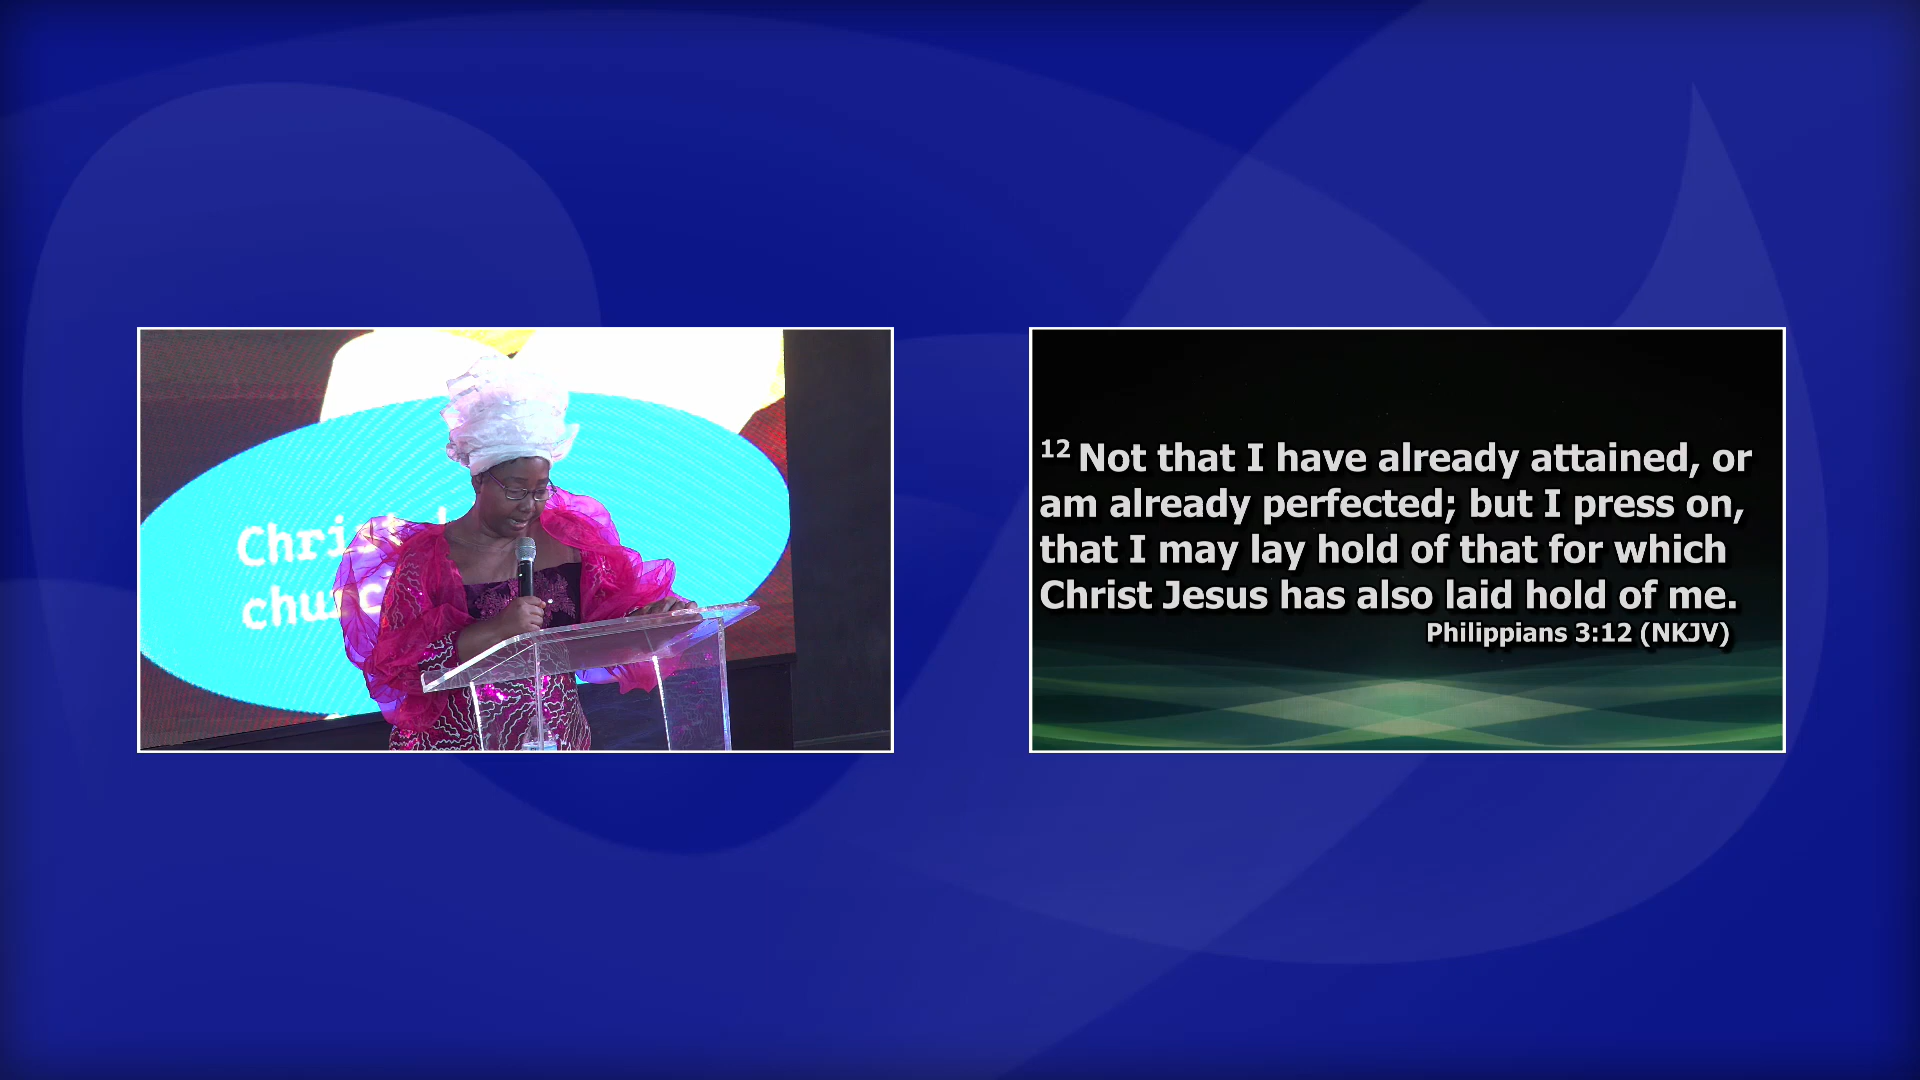 12 Not that I have already attained, or
am already perfected; but I press on,
that I may lay hold of that for which
Christ Jesus has also laid hold of me.
Philippians 3:12 (NKJV)